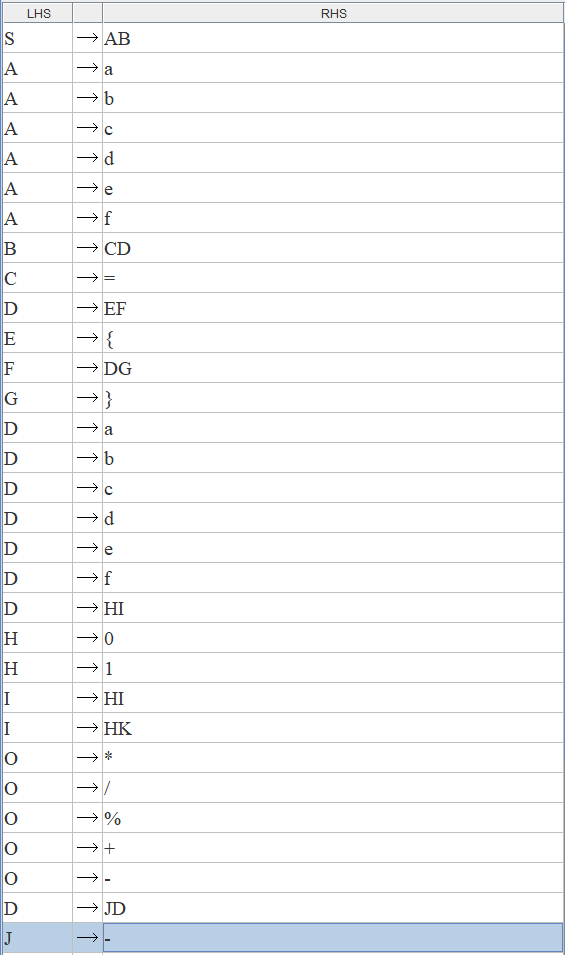 LHS RHS
S → AB
A → a
A → b
A → c
A → d
A → e
A → f
B → CD
C → =
D → EF
E → {
F → DG
G → }
D → a
D → b
D → c
D → d
D → e
D → f
D → HI
H → 0
H → 1
I → HI
I → HK
O → *
O → /
O → %
O → +
O → -
D → JD
J → -